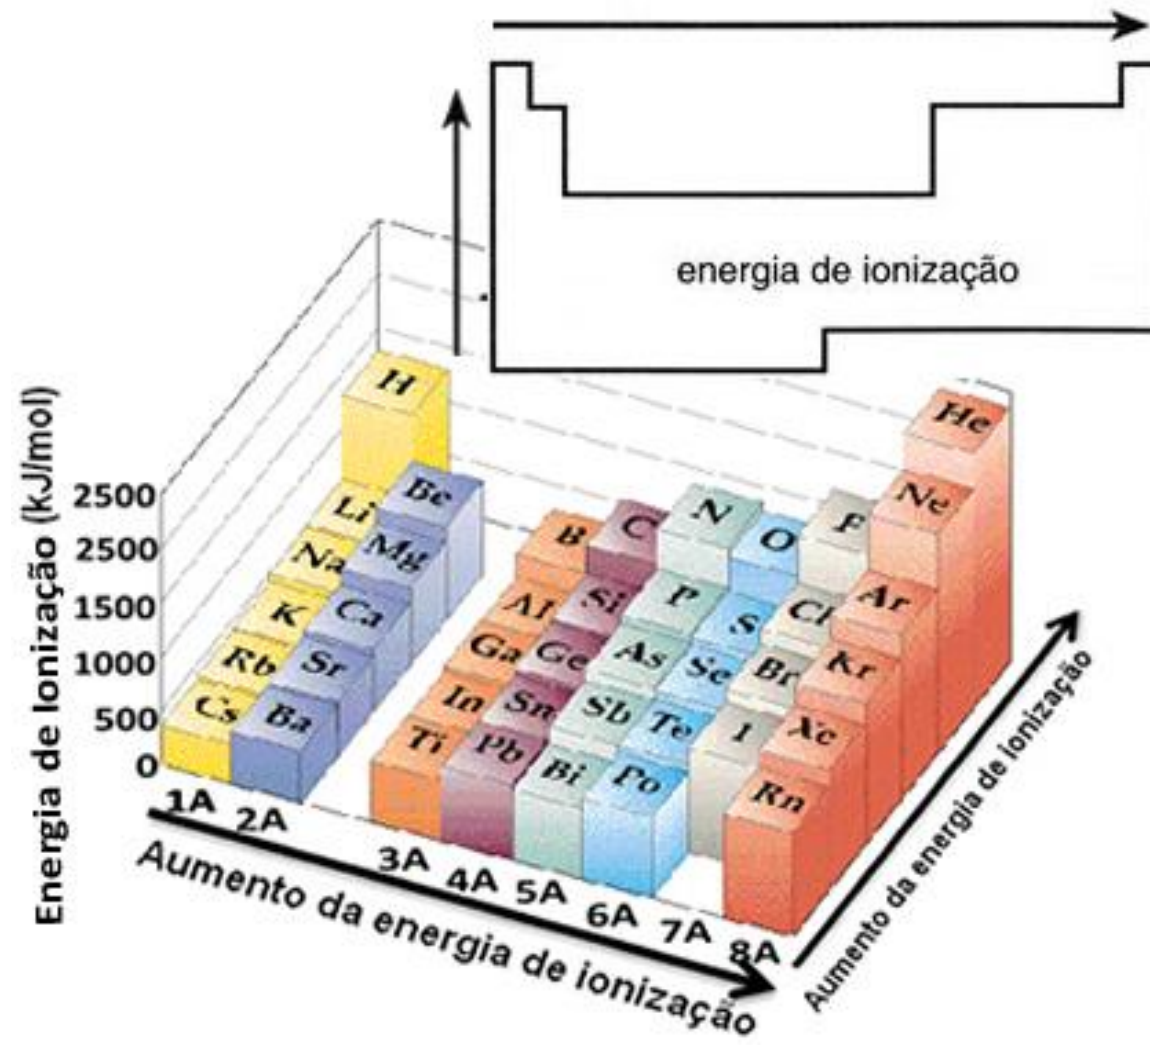 energia de ionização
H
He
Li Be
B C N O F Ne
Na Mg
Al Si P S Cl Ar
K Ca
Ga Ge As Se Br Kr
Rb Sr
In Sn Sb Te I Xe
Cs Ba
Ti Pb Bi Po Rn
Energia de Ionização (kJ/mol)
2500
2500
1500
1000
500
0
1A 2A 3A 4A 5A 6A 7A 8A
Aumento da energia de ionização
Aumento da energia de ionização